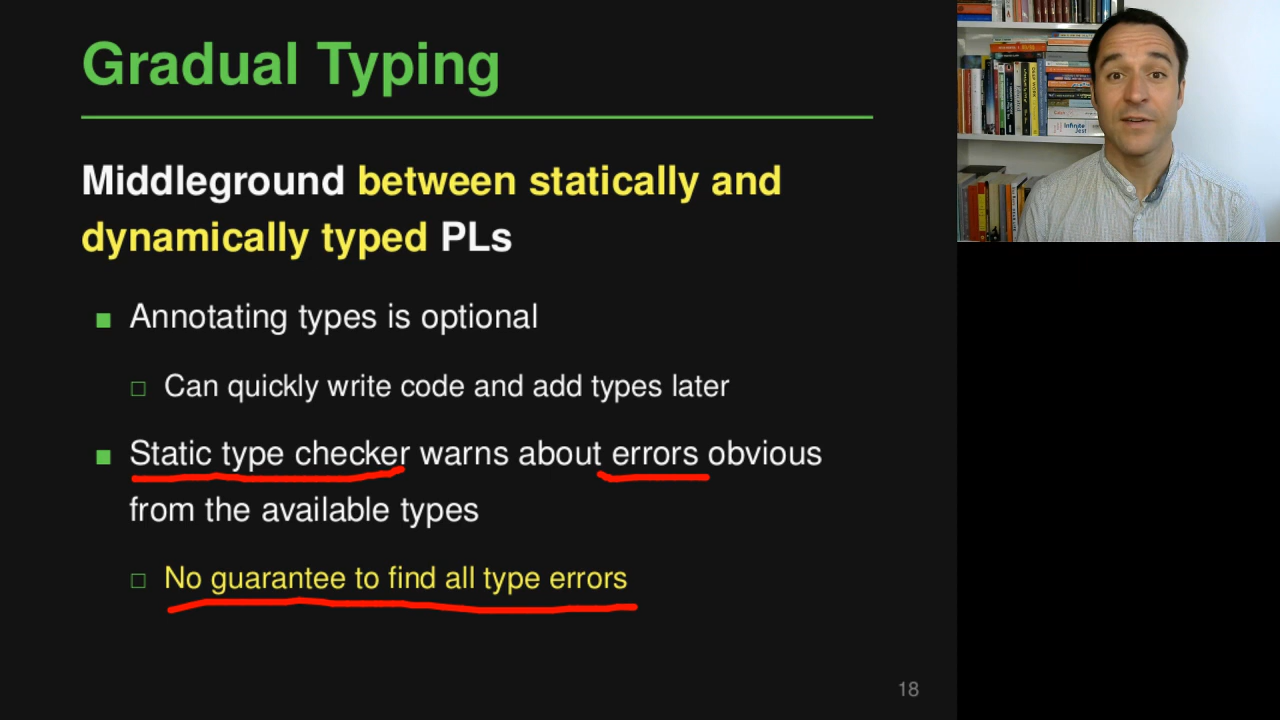 Gradual Typing
Middleground between statically and
dynamically typed PLs
Annotating types is optional
Can quickly write code and add types later
Static type checker warns about errors obvious
from the available types
No guarantee to find all type errors
18
Infinite
Jest